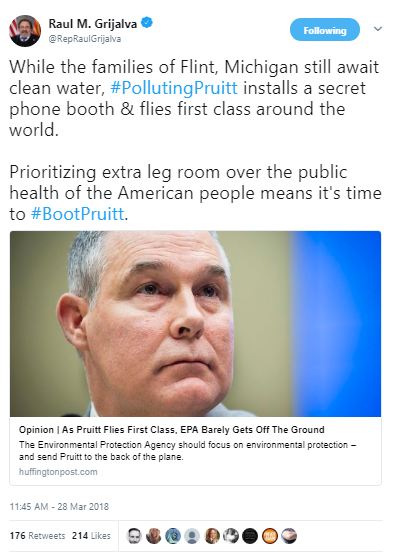 Raul M. Grijalva
@RepRaulGrijalva
Following
While the families of Flint, Michigan still await
clean water, #PollutingPruitt installs a secret
phone booth & flies first class around the
world.
Prioritizing extra leg room over the public
health of the American people means it's time
to #BootPruitt.
Opinion | As Pruitt Flies First Class, EPA Barely Gets Off The Ground
The Environmental Protection Agency should focus on environmental protection –
and send Pruitt to the back of the plane.
huffingtonpost.com
11:45 AM - 28 Mar 2018
176 Retweets 214 Likes